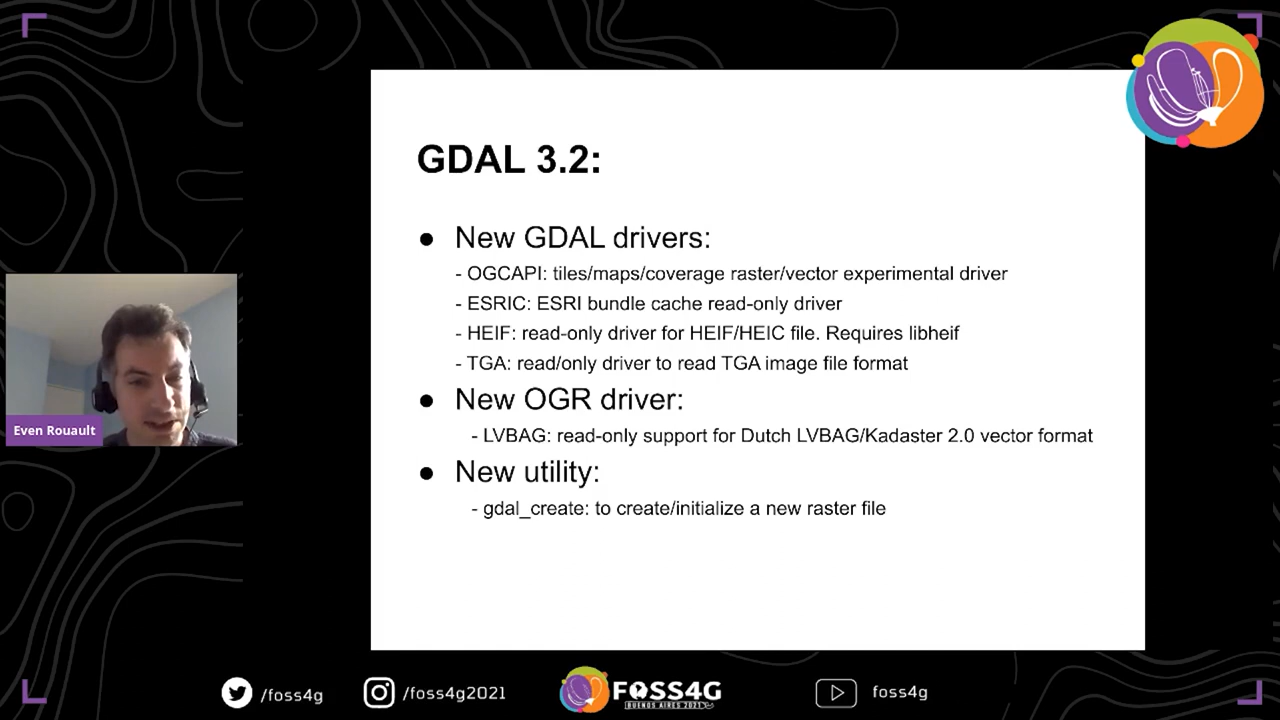 GDAL 3.2:
● New GDAL drivers:
- OGCAPI: tiles/maps/coverage raster/vector experimental driver
- ESRIC: ESRI bundle cache read-only driver
- HEIF: read-only driver for HEIF/HEIC file. Requires libheif
- TGA: read/only driver to read TGA image file format
● New OGR driver:
- LVBAG: read-only support for Dutch LVBAG/Kadaster 2.0 vector format
● New utility:
- gdal_create: to create/initialize a new raster file
Even Rouault
/foss4g
/foss4g2021
FOSS4G
BUENOS AIRES 2021
foss4g